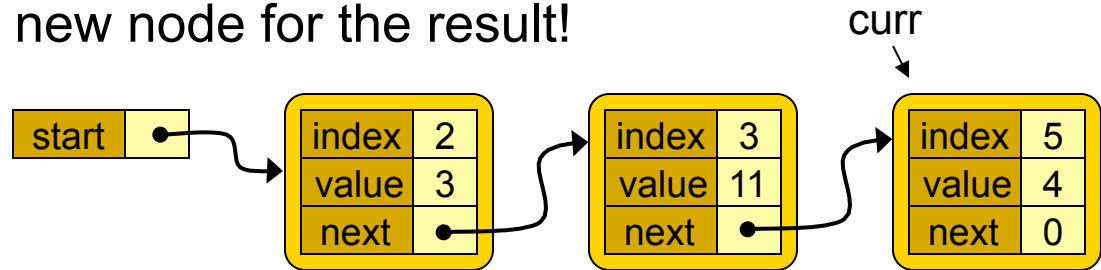 new node for the result!
curr
start
index 2
value 3
next
index 3
value 11
next
index 5
value 4
next 0